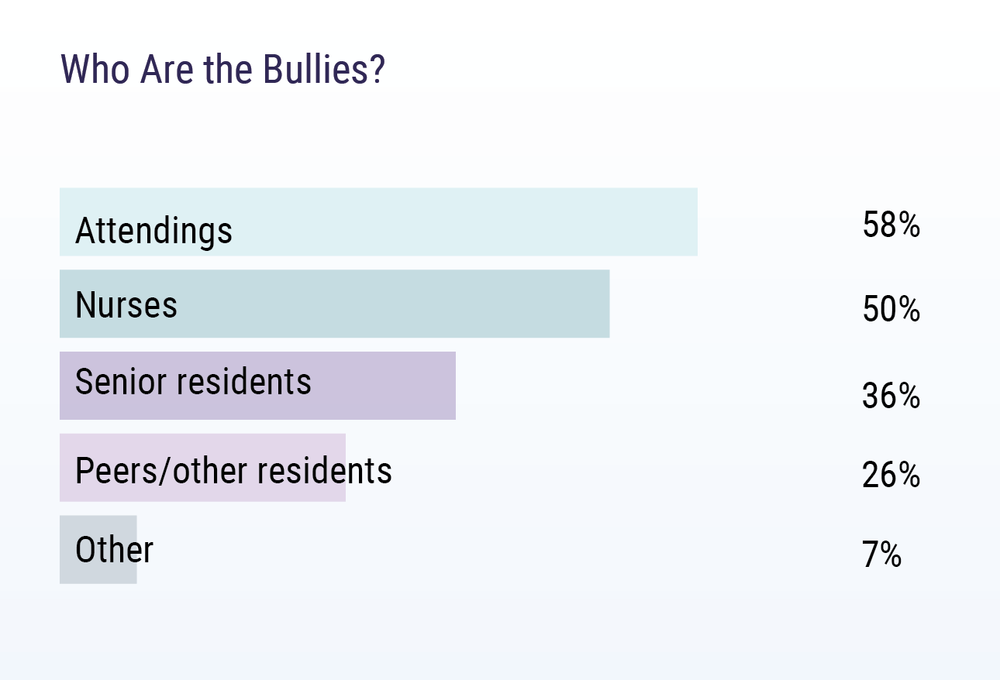 Who Are the Bullies?
Attendings 58%
Nurses 50%
Senior residents 36%
Peers/other residents 26%
Other 7%